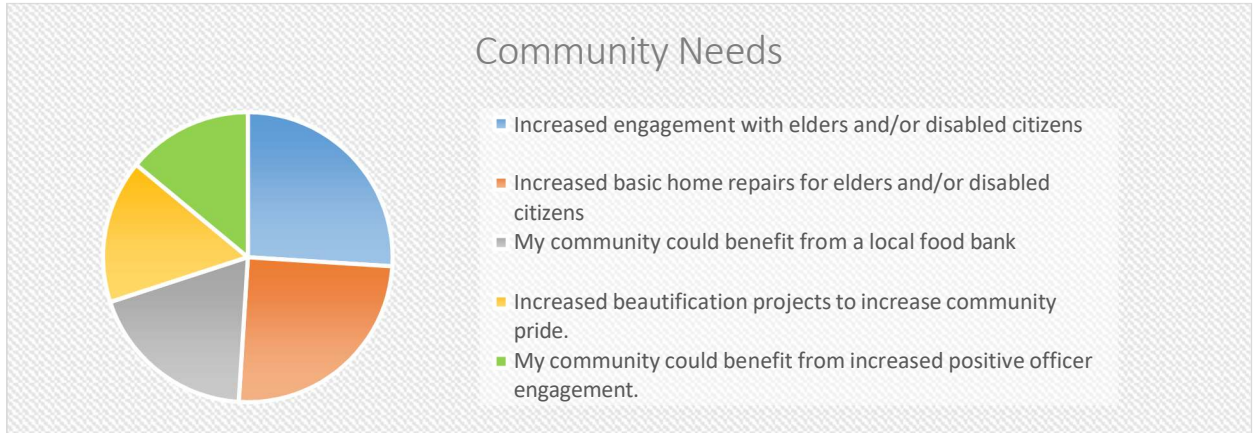 Community Needs
Increased engagement with elders and/or disabled citizens
Increased basic home repairs for elders and/or disabled
citizens
My community could benefit from a local food bank
Increased beautification projects to increase community
pride.
My community could benefit from increased positive officer
engagement.